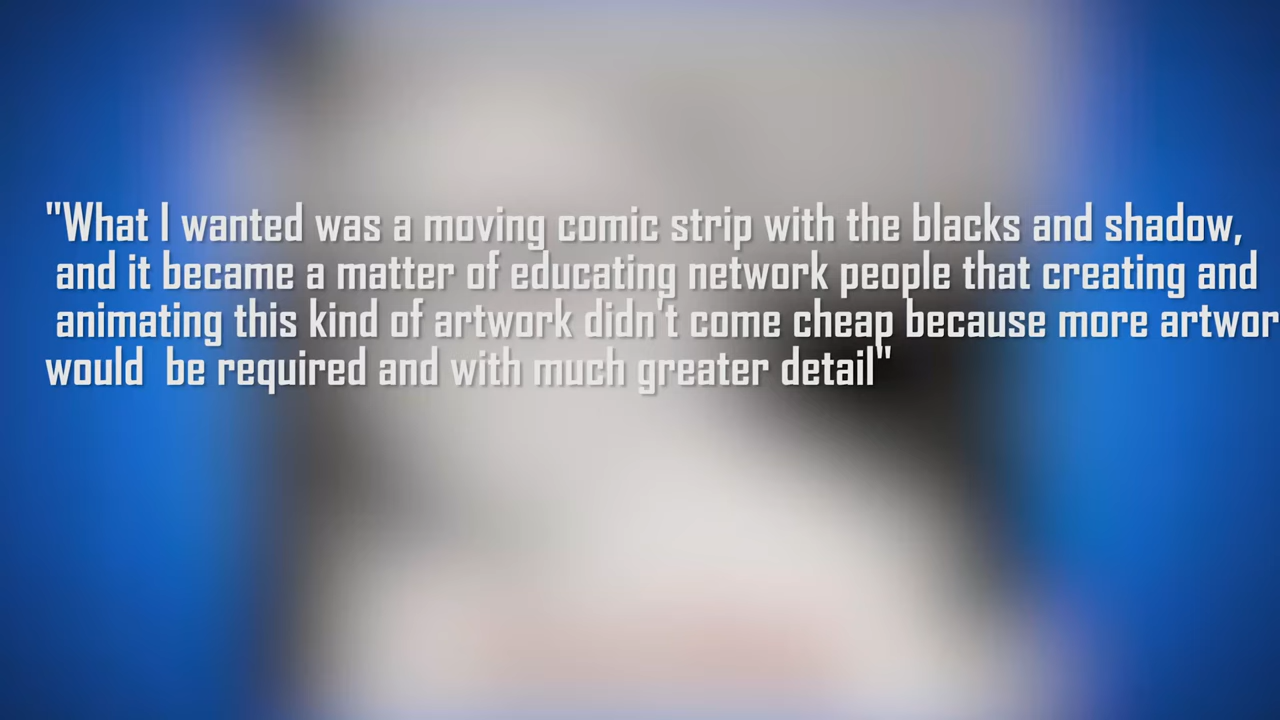 "What I wanted was a moving comic strip with the blacks and shadow,
and it became a matter of educating network people that creating and
animating this kind of artwork didn't come cheap because more artwor
would be required and with much greater detail"